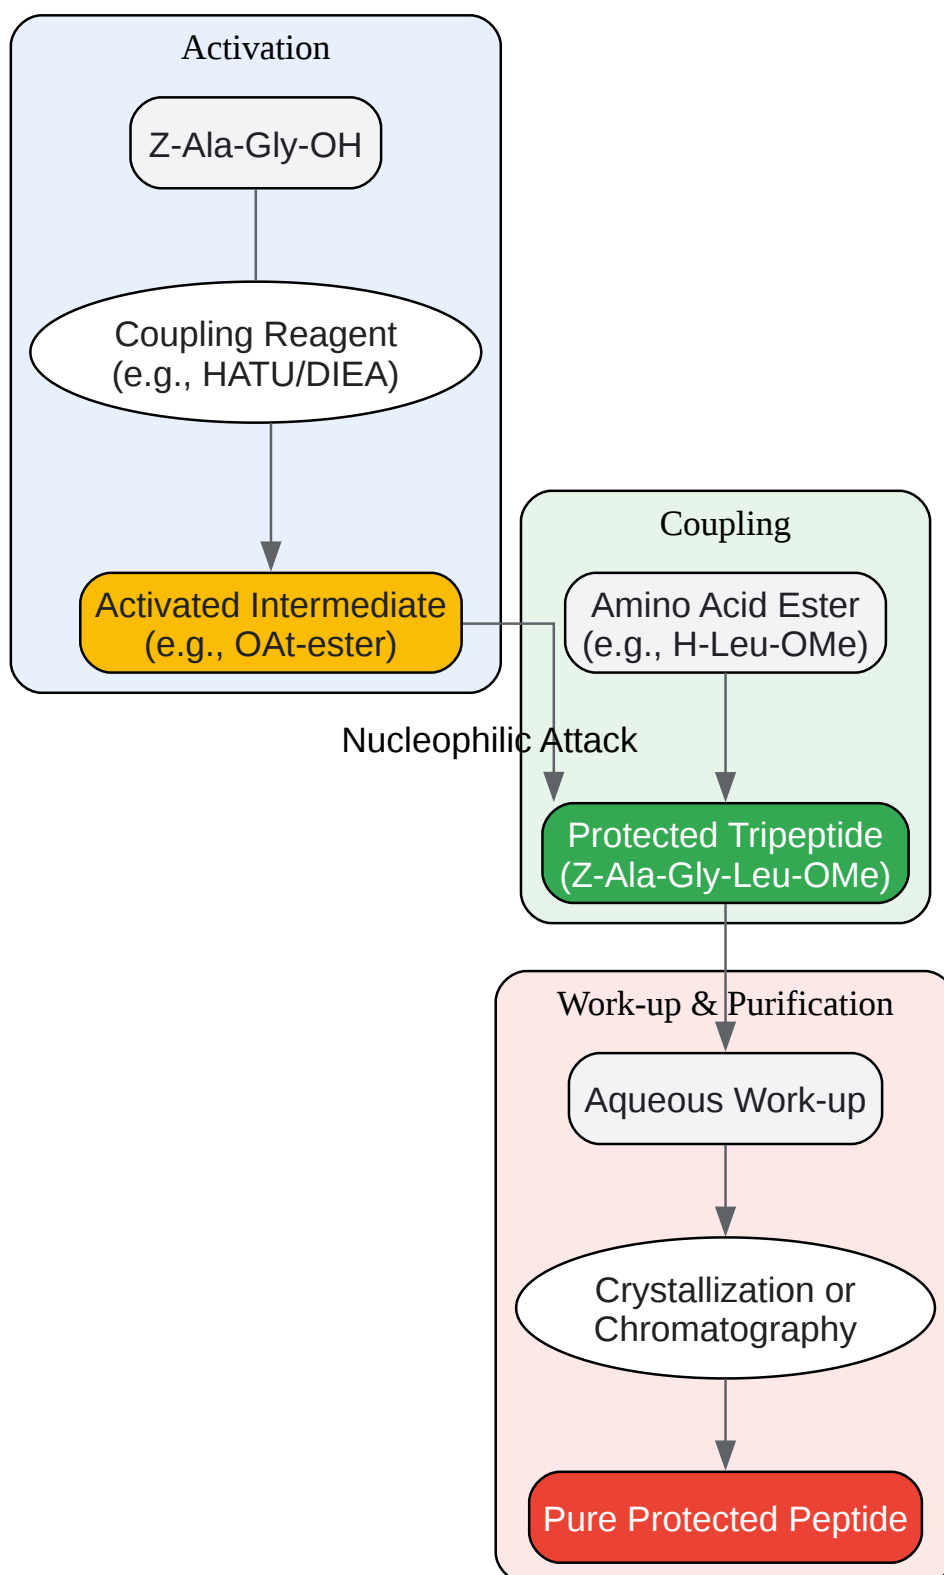 Activation
Z-Ala-Gly-OH
Coupling Reagent
(e.g., HATU/DIEA)
Activated Intermediate
(e.g., OAt-ester)
Coupling
Amino Acid Ester
(e.g., H-Leu-OMe)
Nucleophilic Attack
Protected Tripeptide
(Z-Ala-Gly-Leu-OMe)
Work-up & Purification
Aqueous Work-up
Crystallization or
Chromatography
Pure Protected Peptide